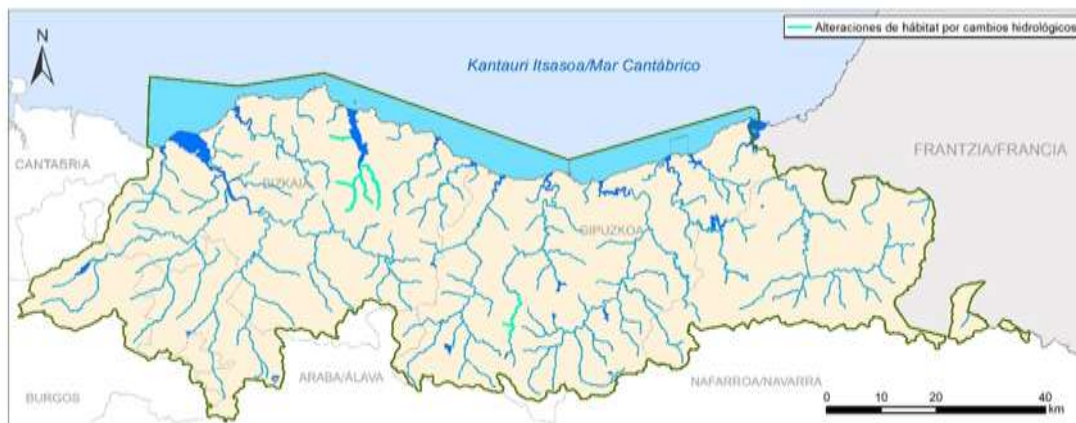 Alteraciones de hábitat por cambios hidrológicos
N
Kantauri Itsasoa/Mar Cantábrico
CANTABRIA
FRANTZIA/FRANCIA
BIZKAIA
GIPUZKOA
ARABA/ÁLAVA
NAFARROA/NAVARRA
BURGOS
0 10 20 40
km